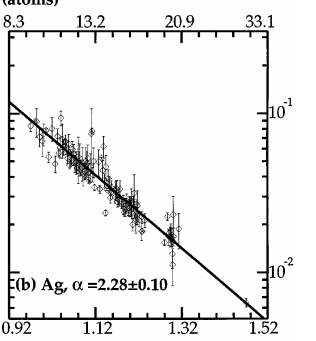 (atoms)
8.3 13.2 20.9 33.1
10⁻¹
10⁻²
(b) Ag, α =2.28±0.10
0.92 1.12 1.32 1.52